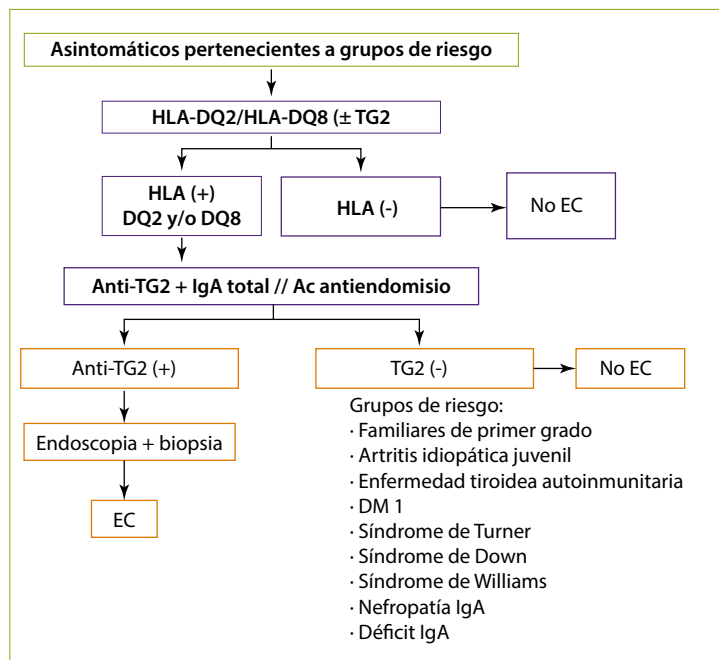 Asintomáticos pertenecientes a grupos de riesgo
HLA-DQ2/HLA-DQ8 (± TG2
HLA (+)
DQ2 y/o DQ8
HLA (-)
No EC
Anti-TG2 + IgA total // Ac antiendomisio
Anti-TG2 (+)
TG2 (-)
No EC
Endoscopia + biopsia
EC
Grupos de riesgo:
· Familiares de primer grado
· Artritis idiopática juvenil
· Enfermedad tiroidea autoinmunitaria
· DM 1
· Síndrome de Turner
· Síndrome de Down
· Síndrome de Williams
· Nefropatía IgA
· Déficit IgA